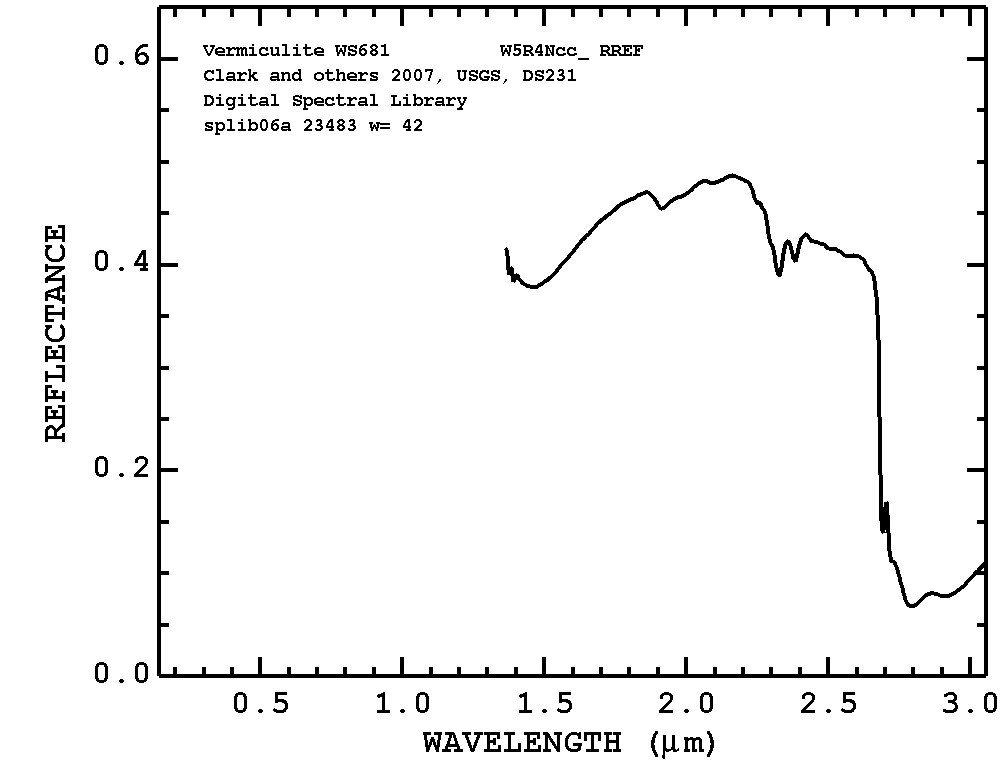 Vermiculite WS681 W5R4Ncc_ RREF
Clark and others 2007, USGS, DS231
Digital Spectral Library
splib06a 23483 w= 42
REFLECTANCE
0.6
0.4
0.2
0.0
0.5 1.0 1.5 2.0 2.5 3.0
WAVELENGTH (μm)